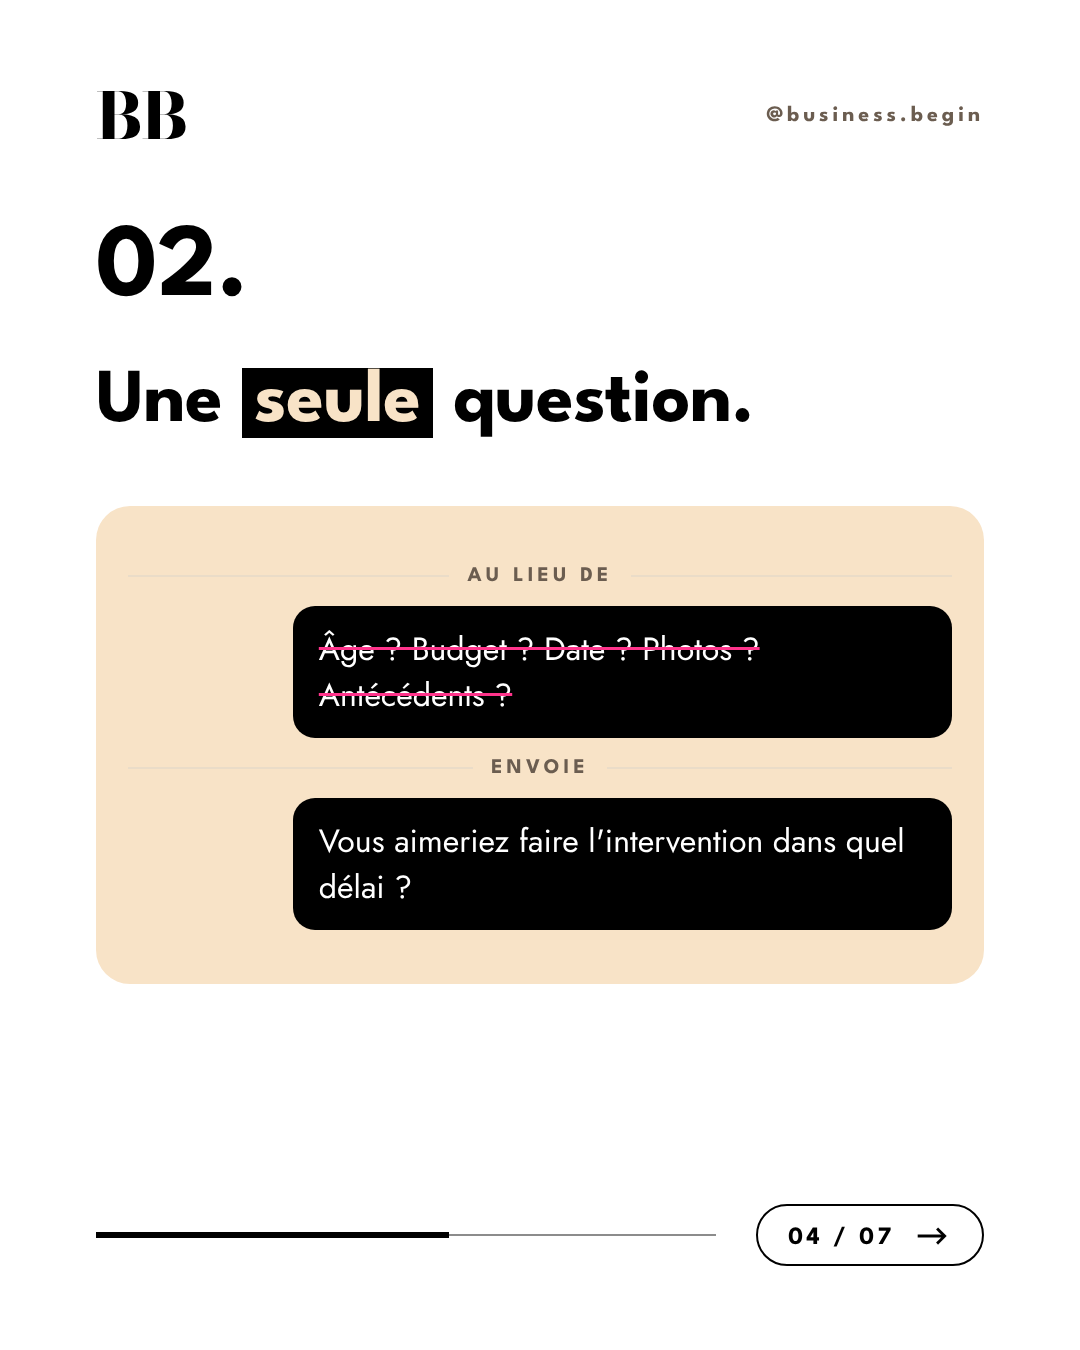 BB
@business.begin
02.
Une seule question.
AU LIEU DE
Âge ? Budget ? Date ? Photos ?
Antécédents ?
ENVOIE
Vous aimeriez faire l'intervention dans quel
délai ?
04 / 07 →